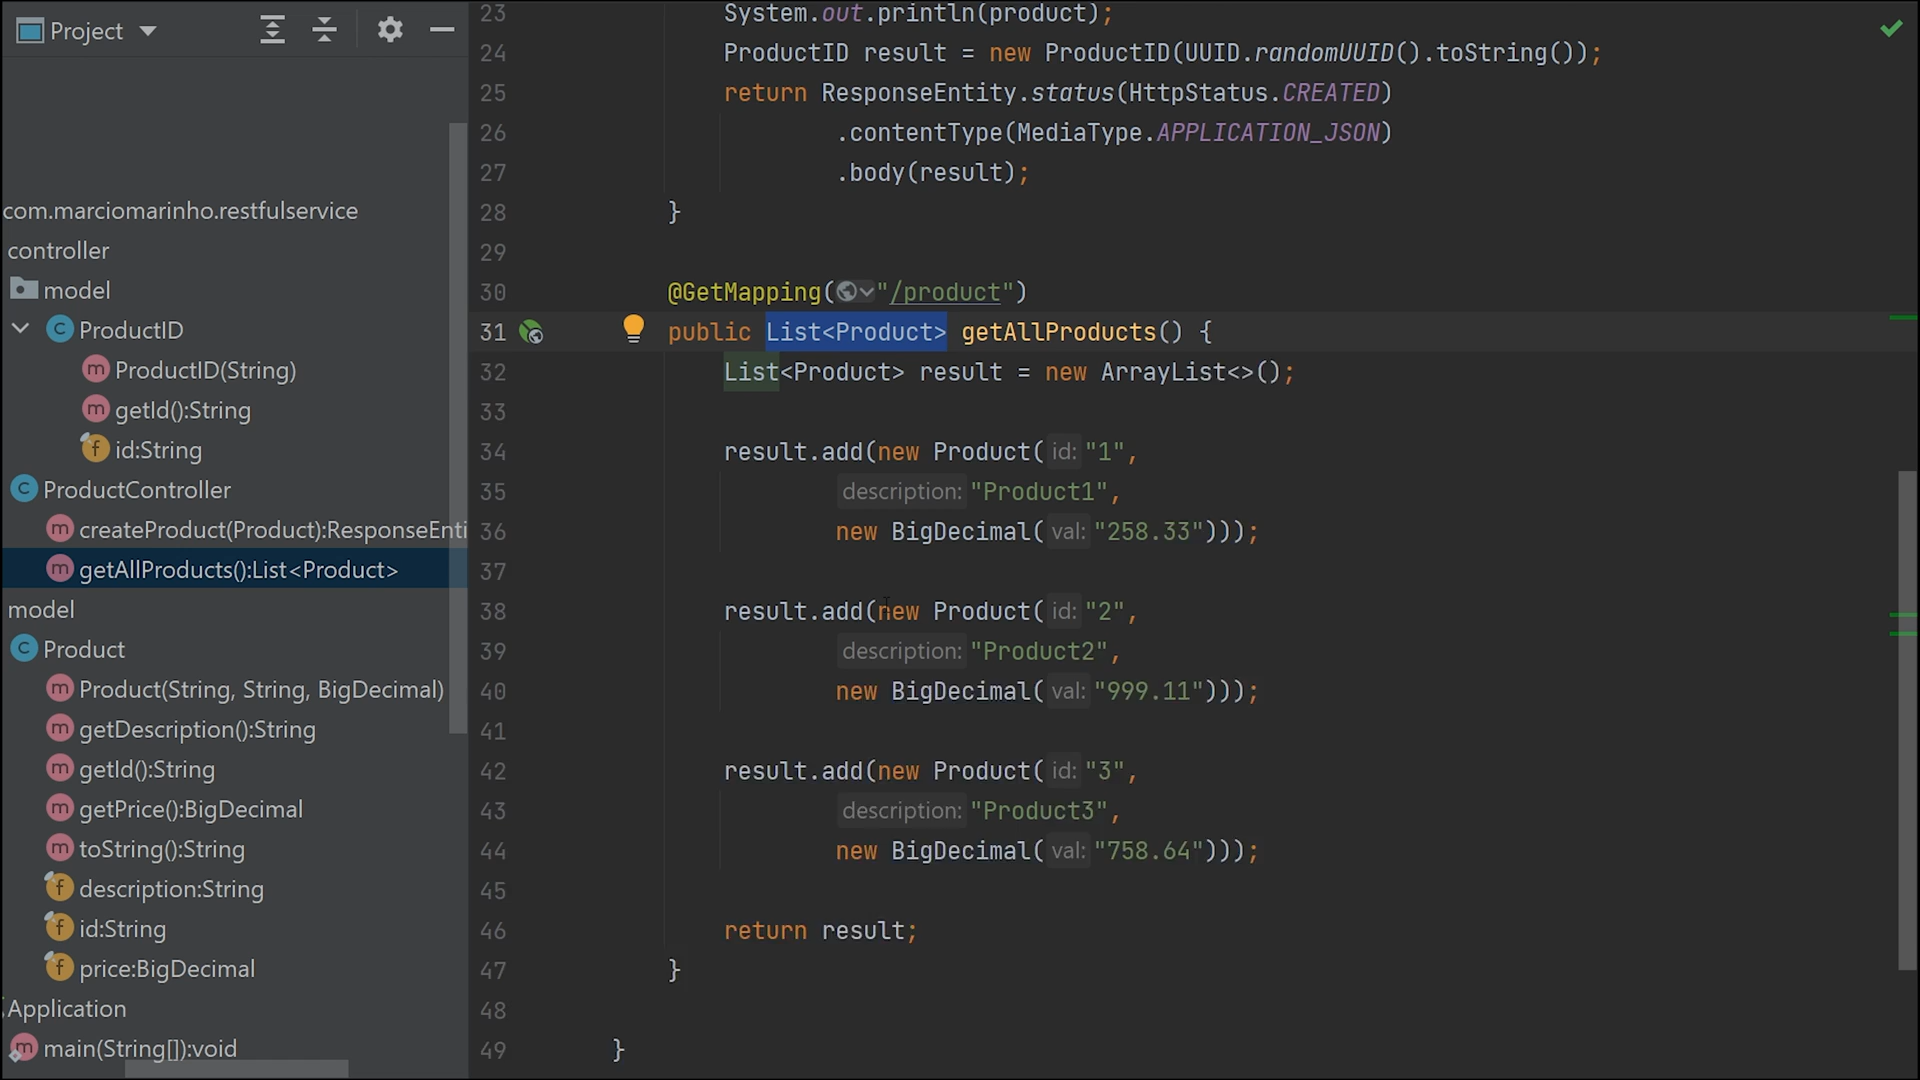 Project
com.marciomarinho.restfulservice
controller
model
ProductID
ProductID(String)
getId():String
id:String
ProductController
createProduct(Product):ResponseEnti
getAllProducts():List<Product>
model
Product
Product(String, String, BigDecimal)
getDescription():String
getId():String
getPrice():BigDecimal
toString():String
description:String
id:String
price:BigDecimal
Application
main(String[]):void
23 System.out.println(product);
24 ProductID result = new ProductID(UUID.randomUUID().toString());
25 return ResponseEntity.status(HttpStatus.CREATED)
26 .contentType(MediaType.APPLICATION_JSON)
27 .body(result);
28 }
29
30 @GetMapping("/product")
31 public List<Product> getAllProducts() {
32 List<Product> result = new ArrayList<>();
33
34 result.add(new Product( id: "1",
35 description: "Product1",
36 new BigDecimal( val: "258.33")));
37
38 result.add(new Product( id: "2",
39 description: "Product2",
40 new BigDecimal( val: "999.11")));
41
42 result.add(new Product( id: "3",
43 description: "Product3",
44 new BigDecimal( val: "758.64")));
45
46 return result;
47 }
48
49 }